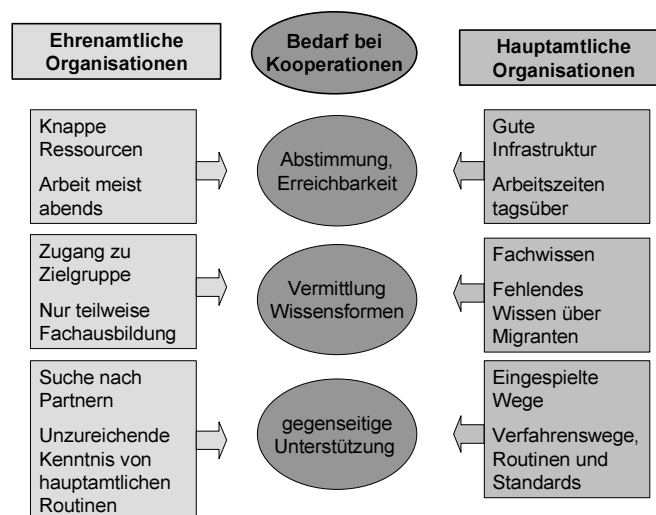 Ehrenamtliche
Organisationen
Bedarf bei
Kooperationen
Hauptamtliche
Organisationen
Knappe
Ressourcen
Arbeit meist
abends
Abstimmung,
Erreichbarkeit
Gute
Infrastruktur
Arbeitszeiten
tagsüber
Zugang zu
Zielgruppe
Nur teilweise
Fachausbildung
Vermittlung
Wissensformen
Fachwissen
Fehlendes
Wissen über
Migranten
Suche nach
Partnern
Unzureichende
Kenntnis von
hauptamtlichen
Routinen
gegenseitige
Unterstützung
Eingespielte
Wege
Verfahrenswege,
Routinen und
Standards